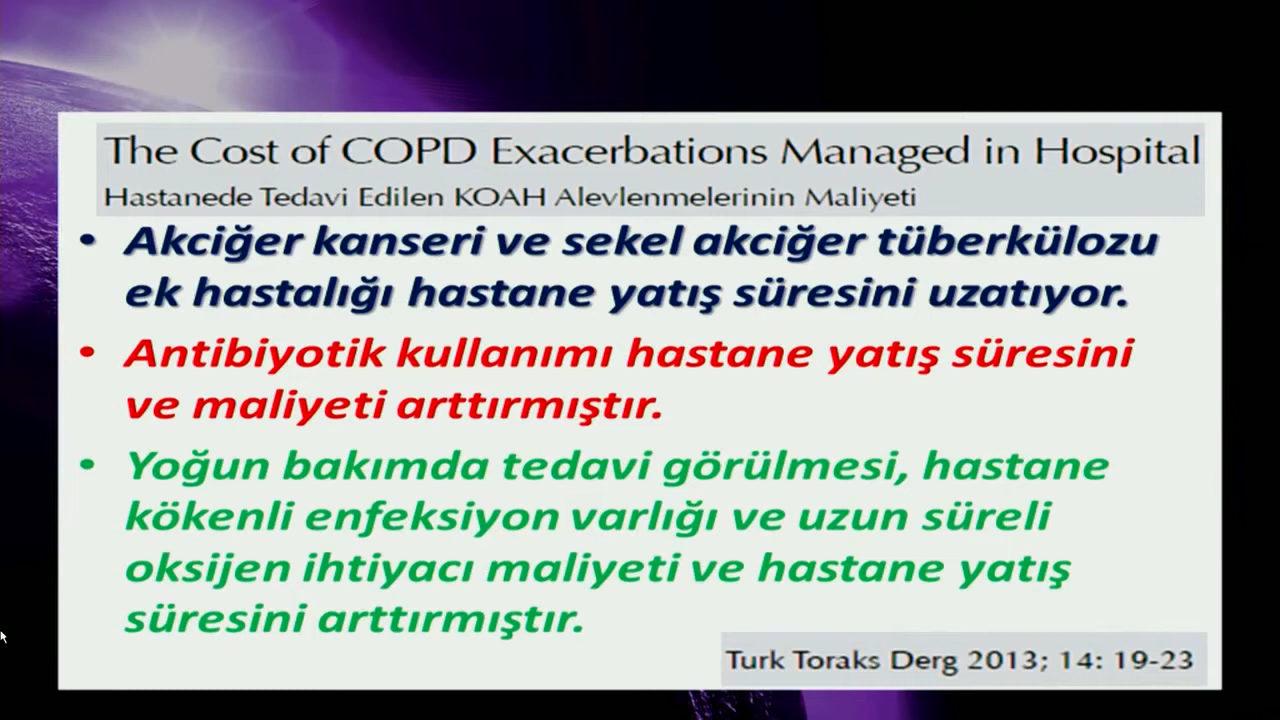 The Cost of COPD Exacerbations Managed in Hospital
Hastanede Tedavi Edilen KOAH Alevlenmelerinin Maliyeti
• Akciğer kanseri ve sekel akciğer tüberkülozu
ek hastalığı hastane yatış süresini uzatıyor.
• Antibiyotik kullanımı hastane yatış süresini
ve maliyeti arttırmıştır.
• Yoğun bakımda tedavi görülmesi, hastane
kökenli enfeksiyon varlığı ve uzun süreli
oksijen ihtiyacı maliyeti ve hastane yatış
süresini arttırmıştır.
Turk Toraks Derg 2013; 14: 19-23